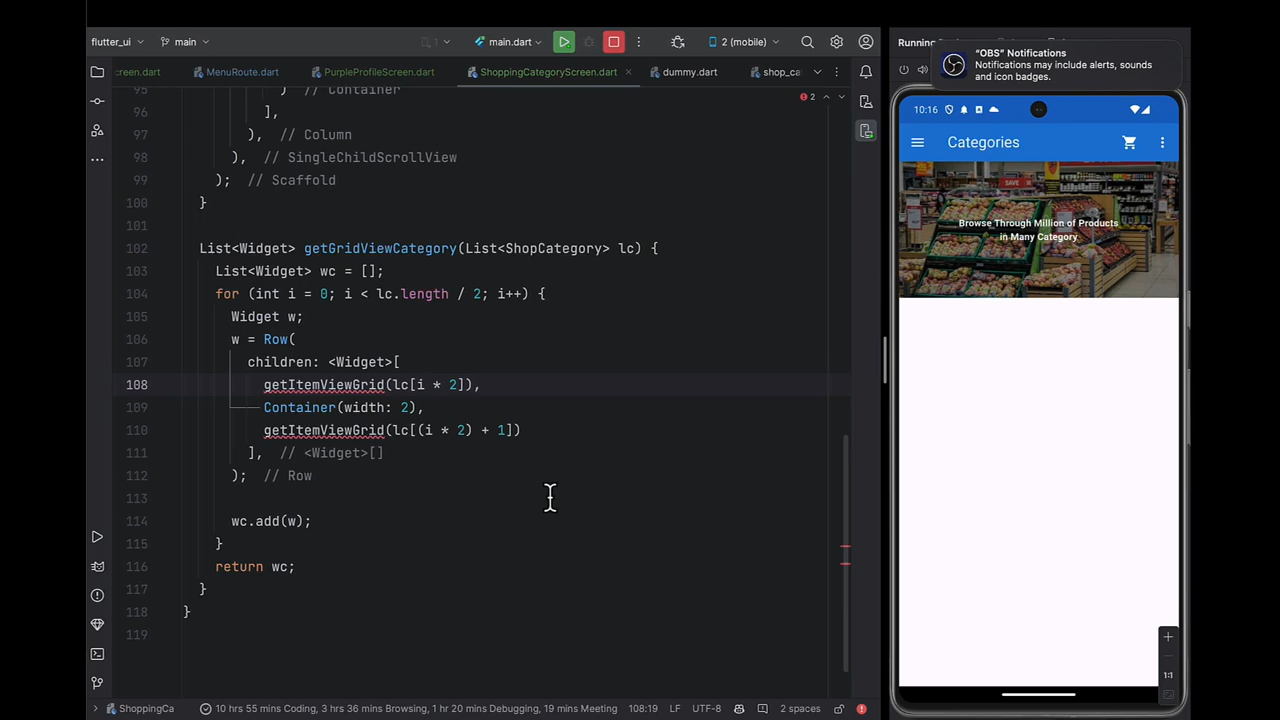 flutter_ui
main
main.dart
2 (mobile)
creen.dart
MenuRoute.dart
PurpleProfileScreen.dart
ShoppingCategoryScreen.dart
dummy.dart
shop_ca
95 ) // Container
2
96 ],
97 ), // Column
98 ), // SingleChildScrollView
99 ); // Scaffold
100 }
101
102 List<Widget> getGridViewCategory(List<ShopCategory> lc) {
103 List<Widget> wc = [];
104 for (int i = 0; i < lc.length / 2; i++) {
105 Widget w;
106 w = Row(
107 children: <Widget>[
108 getItemViewGrid(lc[i * 2]),
109 Container(width: 2),
110 getItemViewGrid(lc[(i * 2) + 1])
111 ], // <Widget>[]
112 ); // Row
113
114 wc.add(w);
115 }
116 return wc;
117 }
118 }
119
ShoppingCa
10 hrs 55 mins Coding, 3 hrs 36 mins Browsing, 1 hr 20 mins Debugging, 19 mins Meeting
108:19
LF
UTF-8
2 spaces
Running
"OBS" Notifications
Notifications may include alerts, sounds
and icon badges.
10:16
Categories
SAVE
Browse Through Million of Products
in Many Category
1:1